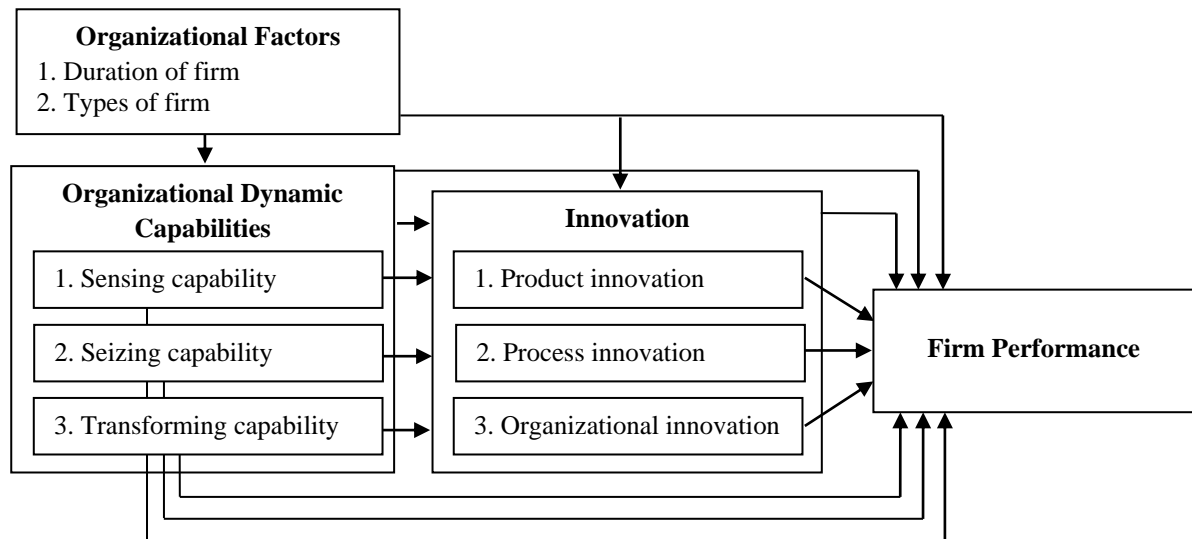 Organizational Factors
1. Duration of firm
2. Types of firm
Organizational Dynamic
Capabilities
1. Sensing capability
2. Seizing capability
3. Transforming capability
Innovation
1. Product innovation
2. Process innovation
3. Organizational innovation
Firm Performance